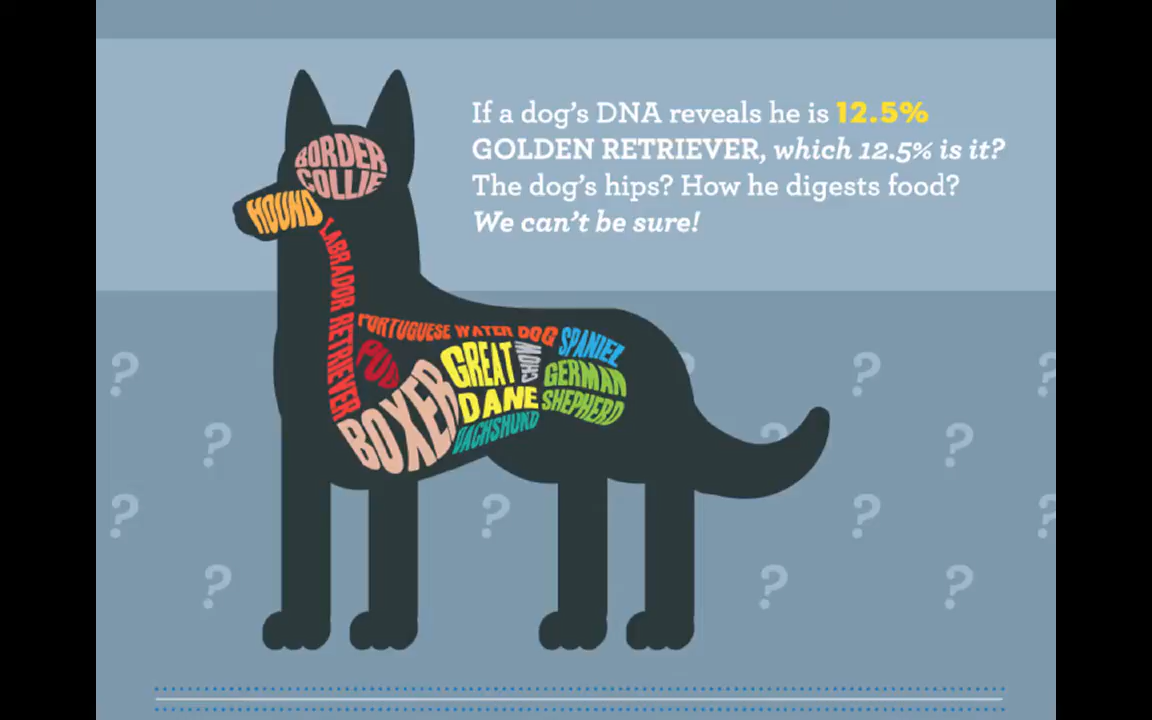 If a dog's DNA reveals he is 12.5%
GOLDEN RETRIEVER, which 12.5% is it?
The dog's hips? How he digests food?
We can't be sure!
BORDER
COLLIE
HOUND
LABRADOR RETRIEVER
PORTUGUESE WATER DOG
PUG
BOXER
GREAT
DANE
CHOW
SPANIEL
GERMAN
SHEPHERD
DACHSHUND
? ? ? ? ? ? ? ? ? ? ? ? ? ?